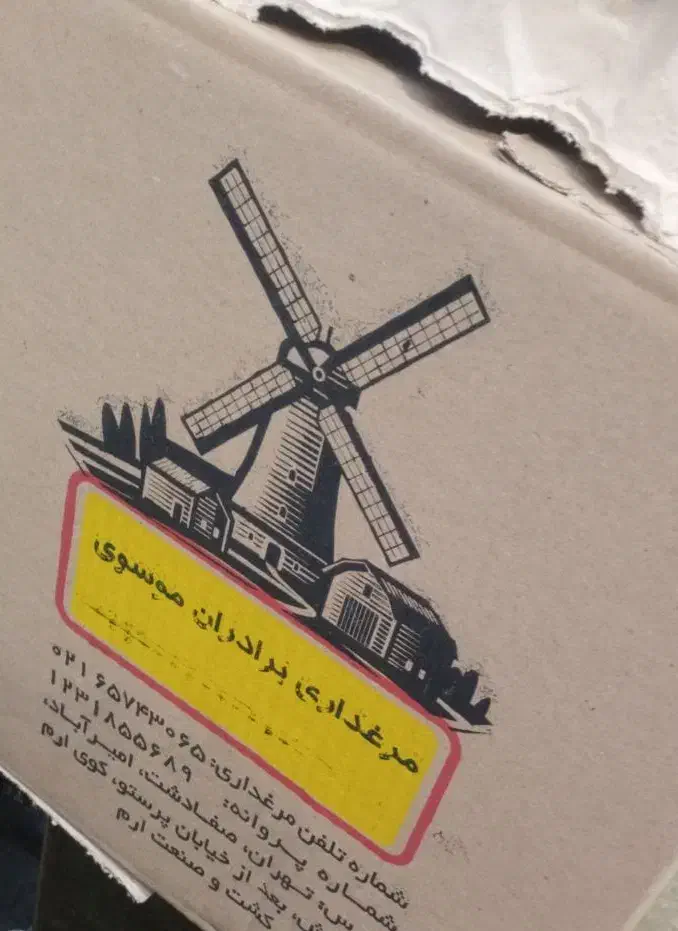 مرغداری برادران موسوی
شماره تلفن مرغداری: ۰۲۱۶۵۷۴۳۰۶۵
شماره پروانه: ۱۲۳۱۸۵۵۶۸۹
تهران، صفادشت، امیرآباد،
بعد از خیابان پرستو، کوی ارم
کشت و صنعت ارم